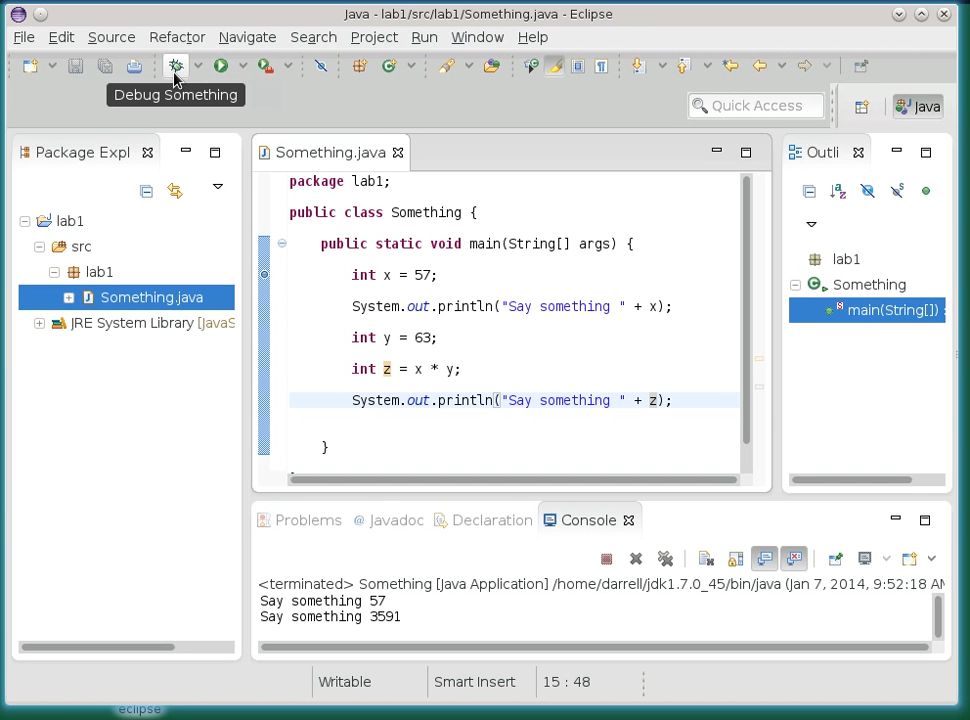 Java - lab1/src/lab1/Something.java - Eclipse
File Edit Source Refactor Navigate Search Project Run Window Help
Debug Something
Quick Access
Java
Package Expl
Something.java
Outli
lab1
src
lab1
Something.java
JRE System Library [JavaS
package lab1;
public class Something {
public static void main(String[] args) {
int x = 57;
System.out.println("Say something " + x);
int y = 63;
int z = x * y;
System.out.println("Say something " + z);
}
lab1
Something
main(String[]) :
Problems @ Javadoc Declaration Console
<terminated> Something [Java Application] /home/darrell/jdk1.7.0_45/bin/java (Jan 7, 2014, 9:52:18 AM
Say something 57
Say something 3591
Writable Smart Insert 15 : 48
eclipse